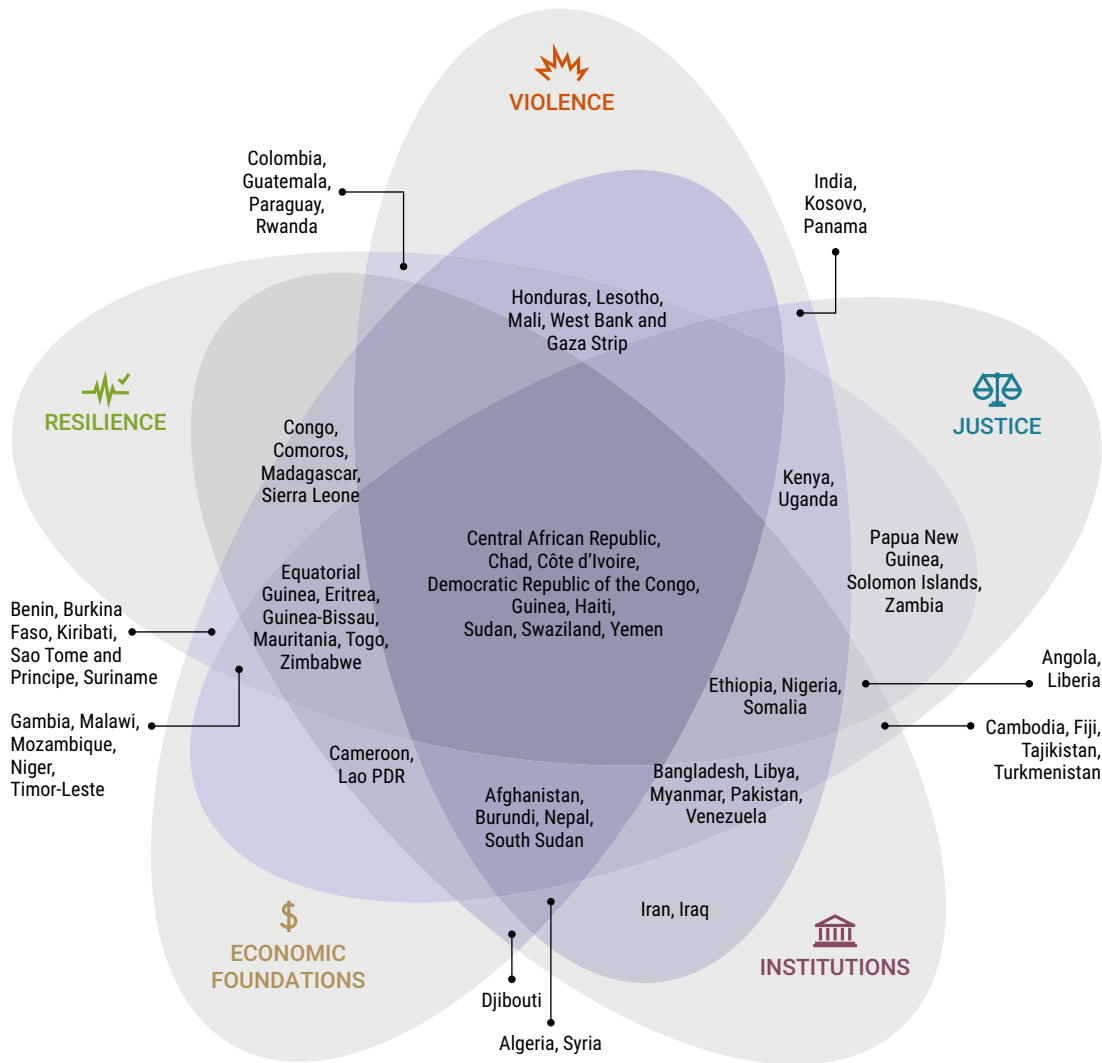 VIOLENCE
Colombia,
Guatemala,
Paraguay,
Rwanda
India,
Kosovo,
Panama
Honduras, Lesotho,
Mali, West Bank and
Gaza Strip
RESILIENCE
JUSTICE
Congo,
Comoros,
Madagascar,
Sierra Leone
Kenya,
Uganda
Central African Republic,
Chad, Côte d’Ivoire,
Democratic Republic of the Congo,
Guinea, Haiti,
Sudan, Swaziland, Yemen
Papua New
Guinea,
Solomon Islands,
Zambia
Equatorial
Guinea, Eritrea,
Guinea-Bissau,
Mauritania, Togo,
Zimbabwe
Benin, Burkina
Faso, Kiribati,
Sao Tome and
Principe, Suriname
Angola,
Liberia
Ethiopia, Nigeria,
Somalia
Gambia, Malawi,
Mozambique,
Niger,
Timor-Leste
Cambodia, Fiji,
Tajikistan,
Turkmenistan
Cameroon,
Lao PDR
Bangladesh, Libya,
Myanmar, Pakistan,
Venezuela
Afghanistan,
Burundi, Nepal,
South Sudan
Iran, Iraq
$
ECONOMIC
FOUNDATIONS
INSTITUTIONS
Djibouti
Algeria, Syria